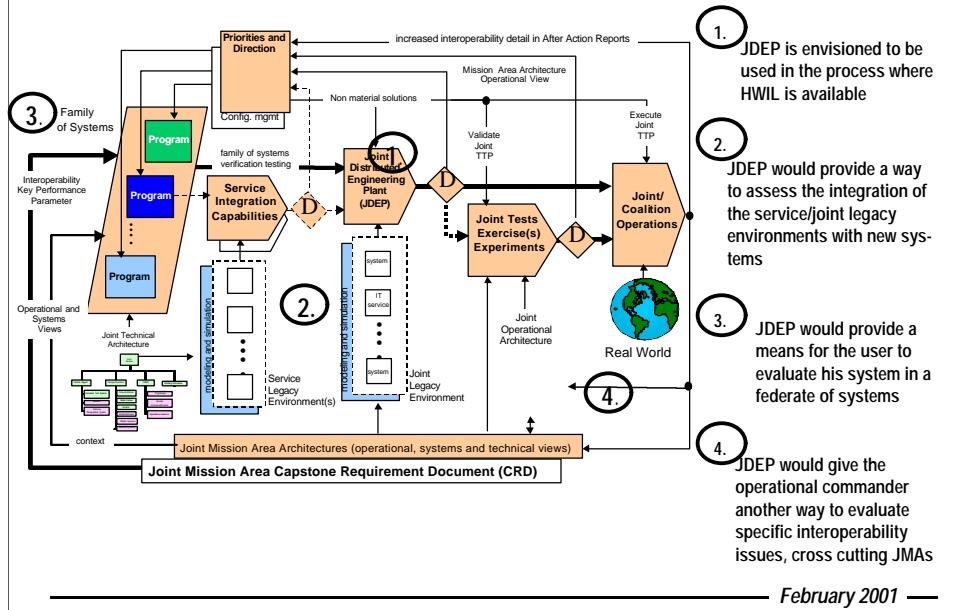 Priorities and
Direction
Config. mgmt
increased interoperability detail in After Action Reports
Mission Area Architecture
Operational View
Non material solutions
Validate
Joint
TTP
Execute
Joint
TTP
3. Family
of Systems
Program
Program
Program
family of systems
verification testing
Interoperability
Key Performance
Parameter
Service
Integration
Capabilities
D
1.
Joint
Distributed
Engineering
Plant
(JDEP)
D
Joint Tests
Exercise(s)
Experiments
D
Joint/
Coalition
Operations
Operational and
Systems
Views
Joint Technical
Architecture
modeling and simulation
2.
Service
Legacy
Environment(s)
modeling and simulation
system
IT
service
system
Joint
Legacy
Environment
Joint
Operational
Architecture
Real World
4.
context
Joint Mission Area Architectures (operational, systems and technical views)
Joint Mission Area Capstone Requirement Document (CRD)
1.
JDEP is envisioned to be
used in the process where
HWIL is available
2.
JDEP would provide a way
to assess the integration of
the service/joint legacy
environments with new sys-
tems
3.
JDEP would provide a
means for the user to
evaluate his system in a
federate of systems
4.
JDEP would give the
operational commander
another way to evaluate
specific interoperability
issues, cross cutting JMAs
February 2001